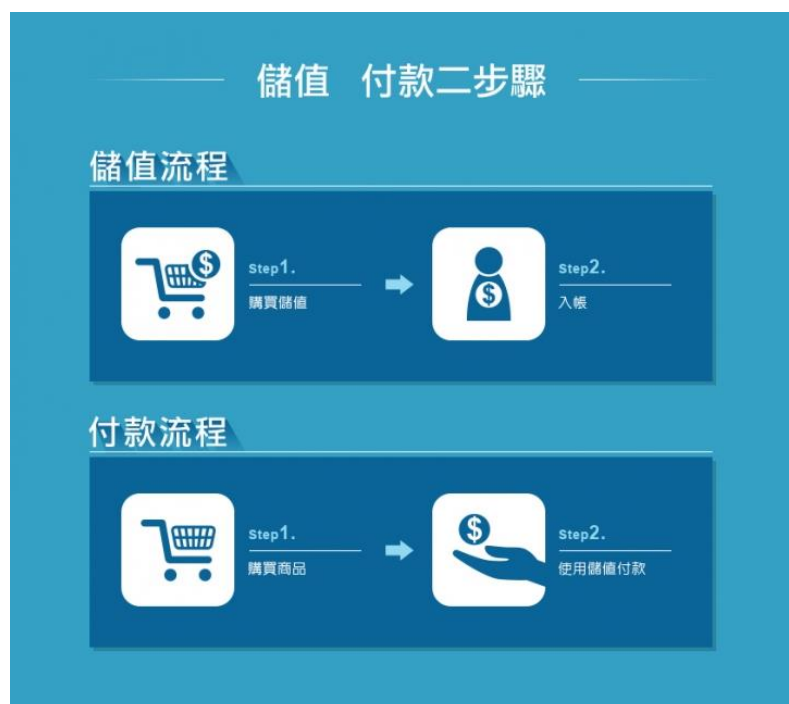 儲值 付款二步驟
儲值流程
Step1.
購買儲值
Step2.
入帳
付款流程
Step1.
購買商品
Step2.
使用儲值付款